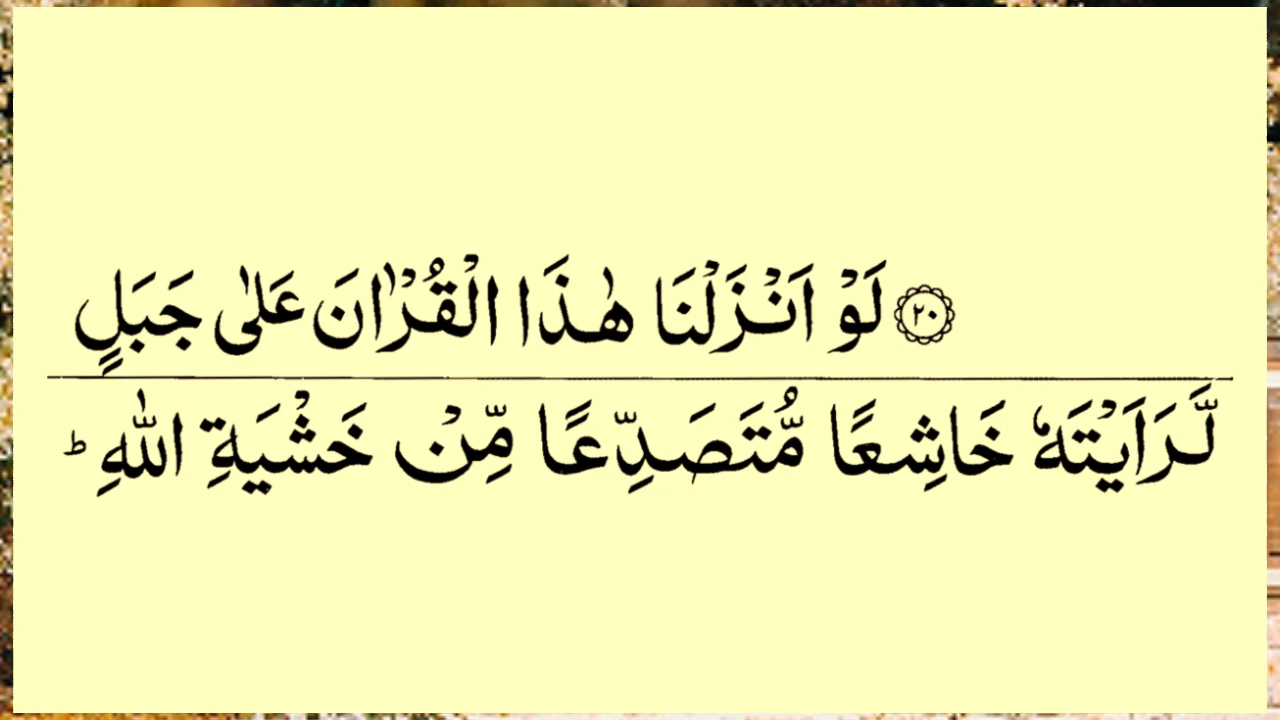 ﴿٢٠﴾ لَوْ اَنْزَلْنَا هٰذَا الْقُرْاٰنَ عَلٰى جَبَلٍ
لَّرَاَيْتَهٗ خَاشِعًا مُّتَصَدِّعًا مِّنْ خَشْيَةِ اللّٰهِ ؕ